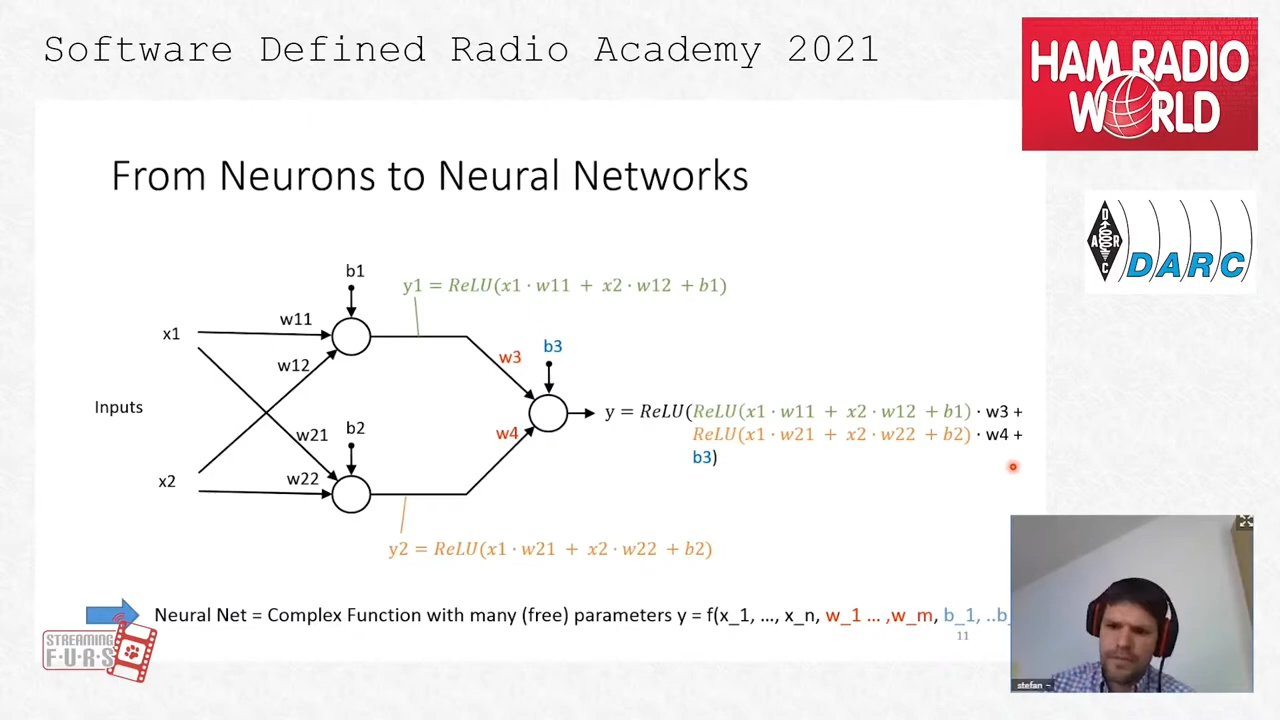 Software Defined Radio Academy 2021
HAM RADIO
WORLD
DARC
D
A R
C
From Neurons to Neural Networks
b1
y1 = ReLU(x1 · w11 + x2 · w12 + b1)
x1
w11
w12
w3
b3
Inputs
y = ReLU(ReLU(x1 · w11 + x2 · w12 + b1) · w3 +
ReLU(x1 · w21 + x2 · w22 + b2) · w4 +
b3)
w21
b2
w4
x2
w22
y2 = ReLU(x1 · w21 + x2 · w22 + b2)
Neural Net = Complex Function with many (free) parameters y = f(x_1, ..., x_n, w_1 ... ,w_m, b_1, ..b_
11
STREAMING
F·U·R·S
stefan ~